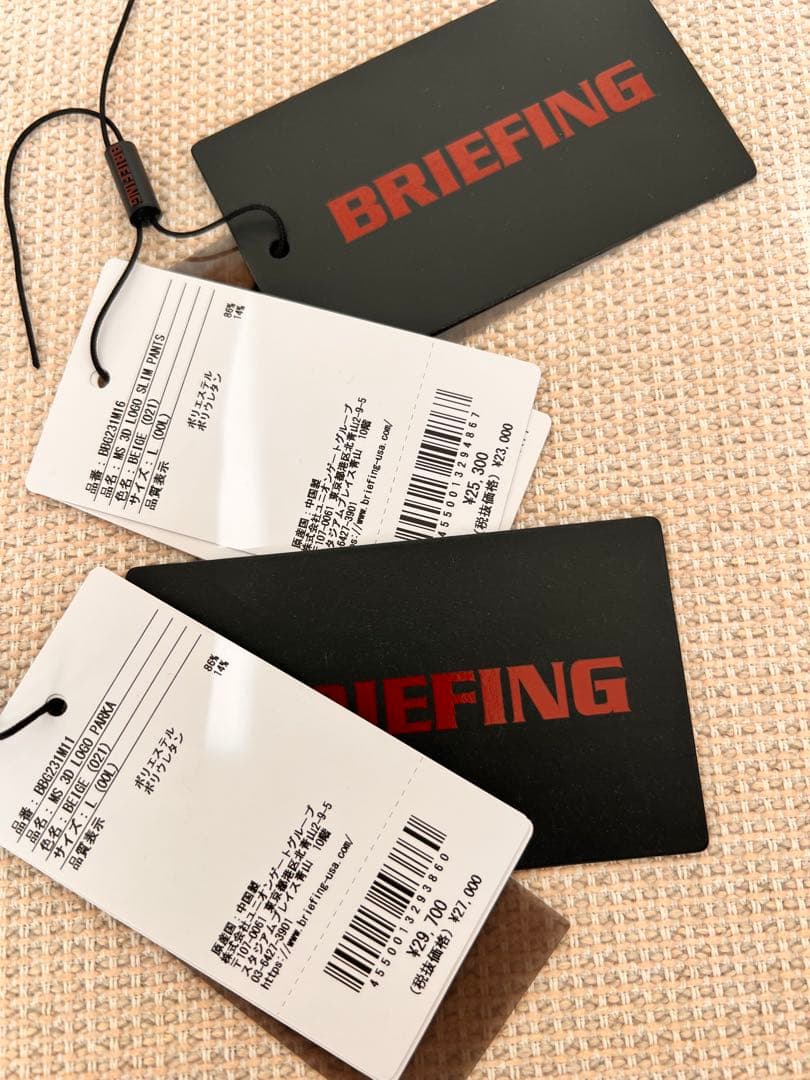 BRIEFING
BRIEFING
品番：BBG231M16
品名：MS 3D LOGO SLIM PANTS
色名：BEIGE (021)
サイズ：L (00L)
品質表示
ポリエステル 86%
ポリウレタン 14%
原産国：中国製
株式会社ユニオンゲートグループ
〒107-0061 東京都港区北青山2-9-5
スタジアムプレイス青山 10階
03-6427-3901
https://www.briefing-usa.com/
4550013294867
¥25,300
(税抜価格) ¥23,000
BRIEFING
品番：BBG231M11
品名：MS 3D LOGO PARKA
色名：BEIGE (021)
サイズ：L (00L)
品質表示
ポリエステル 86%
ポリウレタン 14%
原産国：中国製
株式会社ユニオンゲートグループ
〒107-0061 東京都港区北青山2-9-5
スタジアムプレイス青山 10階
03-6427-3901
https://www.briefing-usa.com/
4550013293860
¥29,700
(税抜価格) ¥27,000